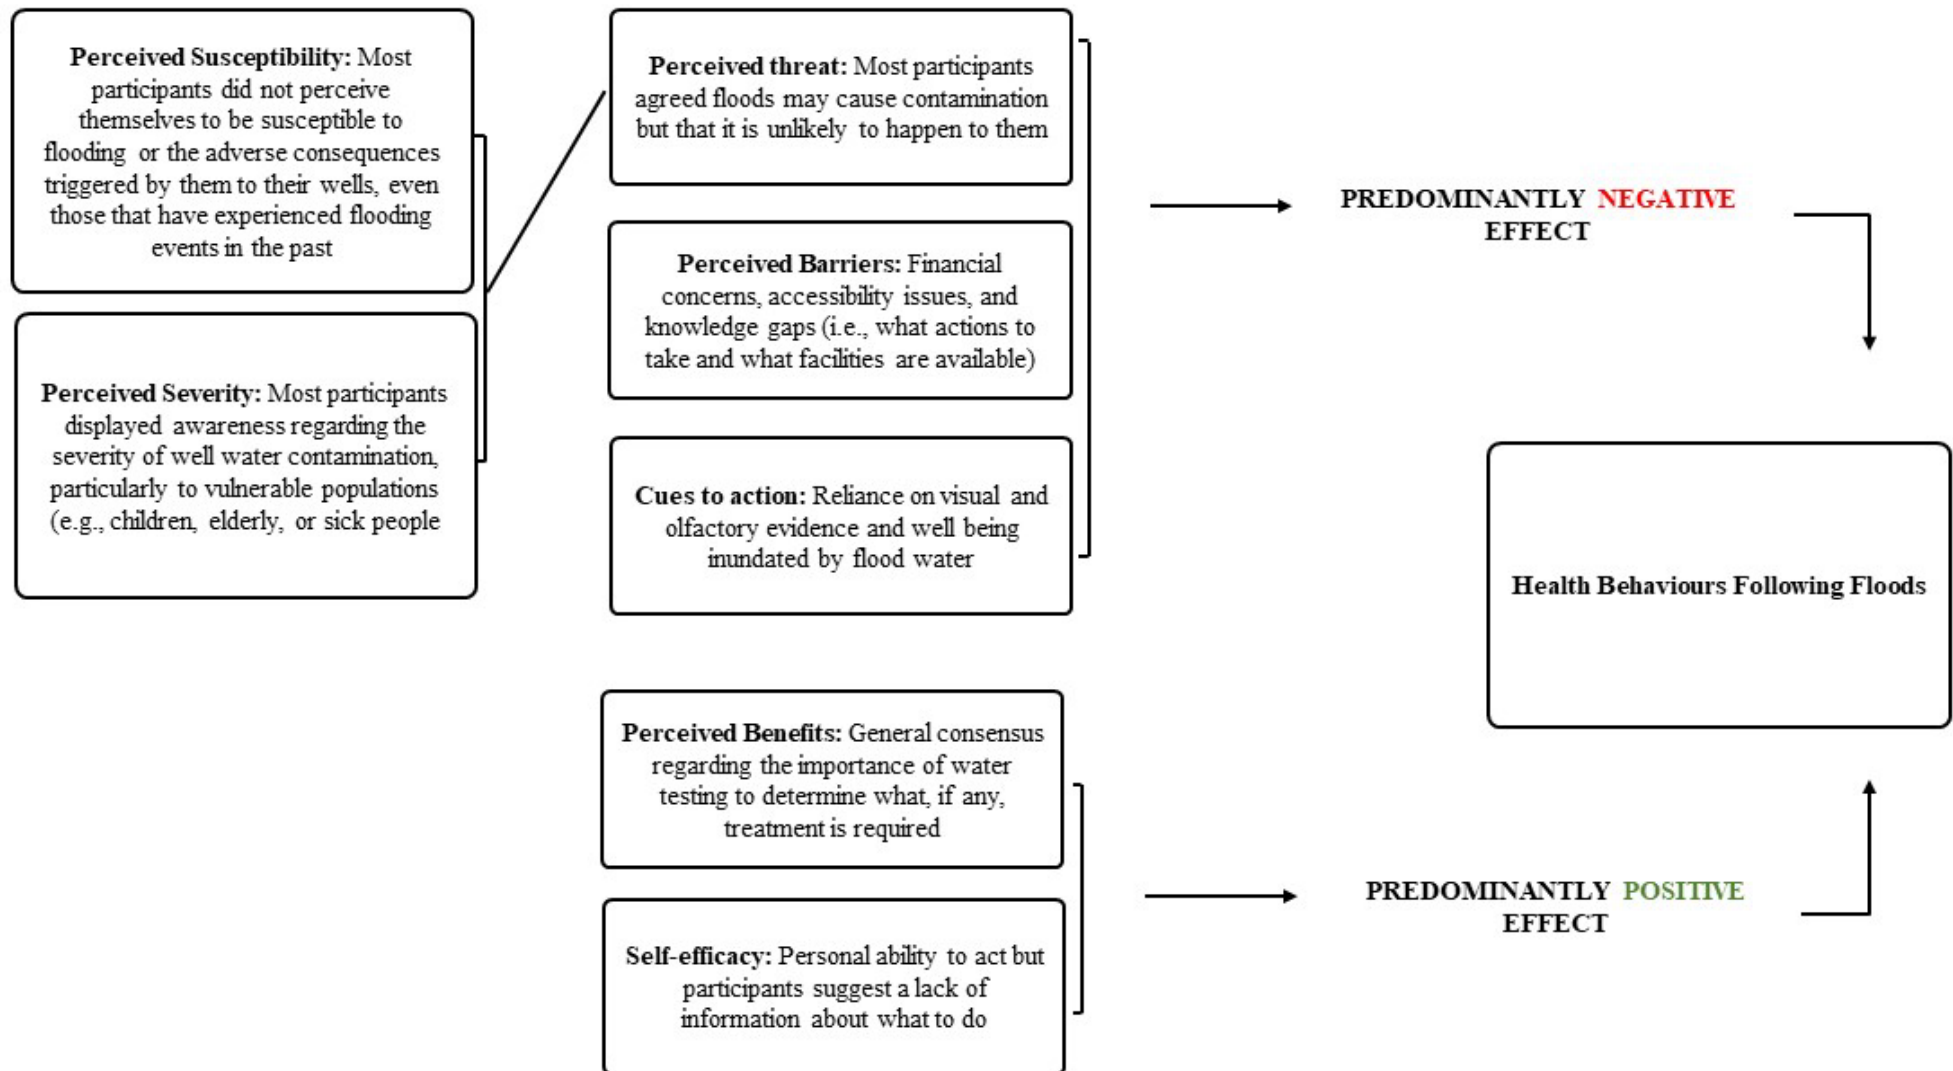 Perceived Susceptibility: Most
participants did not perceive
themselves to be susceptible to
flooding or the adverse consequences
triggered by them to their wells, even
those that have experienced flooding
events in the past
Perceived Severity: Most participants
displayed awareness regarding the
severity of well water contamination,
particularly to vulnerable populations
(e.g., children, elderly, or sick people
Perceived threat: Most participants
agreed floods may cause contamination
but that it is unlikely to happen to them
Perceived Barriers: Financial
concerns, accessibility issues, and
knowledge gaps (i.e., what actions to
take and what facilities are available)
Cues to action: Reliance on visual and
olfactory evidence and well being
inundated by flood water
Perceived Benefits: General consensus
regarding the importance of water
testing to determine what, if any,
treatment is required
Self-efficacy: Personal ability to act but
participants suggest a lack of
information about what to do
PREDOMINANTLY NEGATIVE
EFFECT
PREDOMINANTLY POSITIVE
EFFECT
Health Behaviours Following Floods